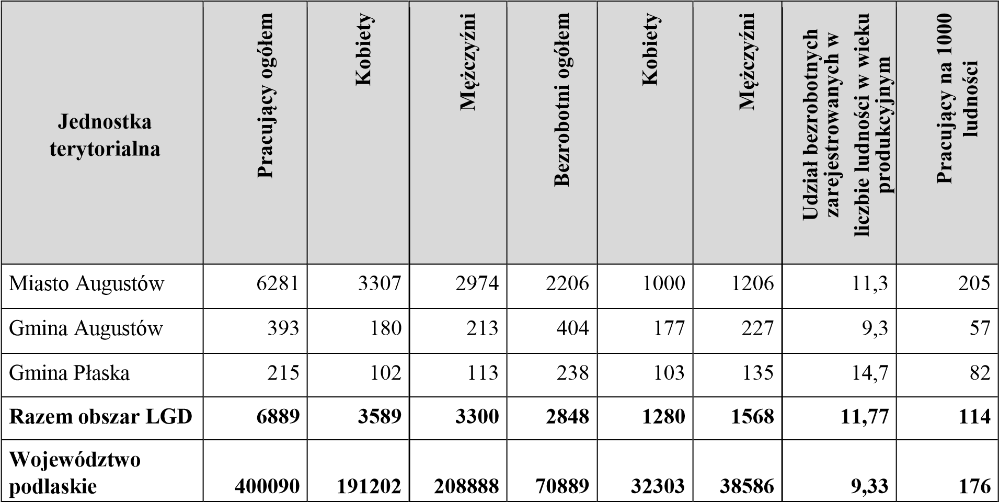 Jednostka
terytorialna
Pracujący ogółem
Kobiety
Mężczyźni
Bezrobotni ogółem
Kobiety
Mężczyźni
Udział bezrobotnych
zarejestrowanych w
liczbie ludności w wieku
produkcyjnym
Pracujący na 1000
ludności
Miasto Augustów 6281 3307 2974 2206 1000 1206 11,3 205
Gmina Augustów 393 180 213 404 177 227 9,3 57
Gmina Płaska 215 102 113 238 103 135 14,7 82
Razem obszar LGD 6889 3589 3300 2848 1280 1568 11,77 114
Województwo
podlaskie 400090 191202 208888 70889 32303 38586 9,33 176